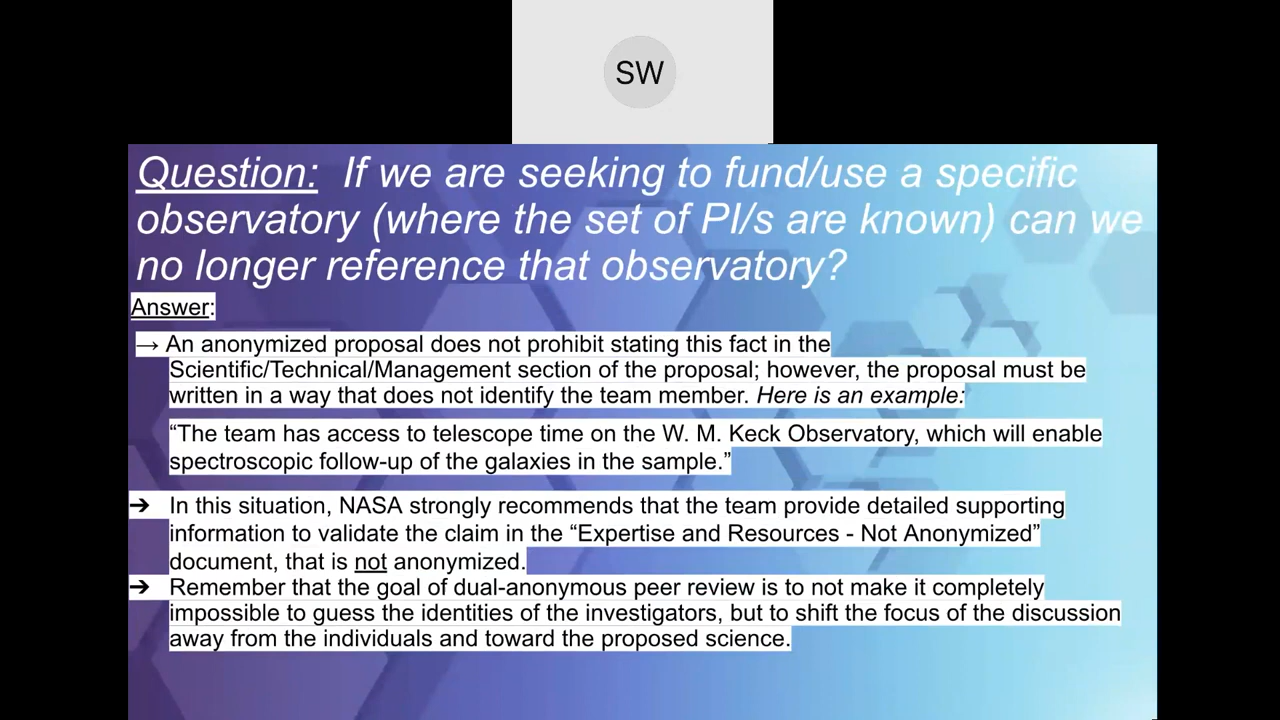 SW
Question: If we are seeking to fund/use a specific
observatory (where the set of PI/s are known) can we
no longer reference that observatory?
Answer:
→ An anonymized proposal does not prohibit stating this fact in the
Scientific/Technical/Management section of the proposal; however, the proposal must be
written in a way that does not identify the team member. Here is an example:
“The team has access to telescope time on the W. M. Keck Observatory, which will enable
spectroscopic follow-up of the galaxies in the sample.”
➔ In this situation, NASA strongly recommends that the team provide detailed supporting
information to validate the claim in the “Expertise and Resources - Not Anonymized”
document, that is not anonymized.
➔ Remember that the goal of dual-anonymous peer review is to not make it completely
impossible to guess the identities of the investigators, but to shift the focus of the discussion
away from the individuals and toward the proposed science.